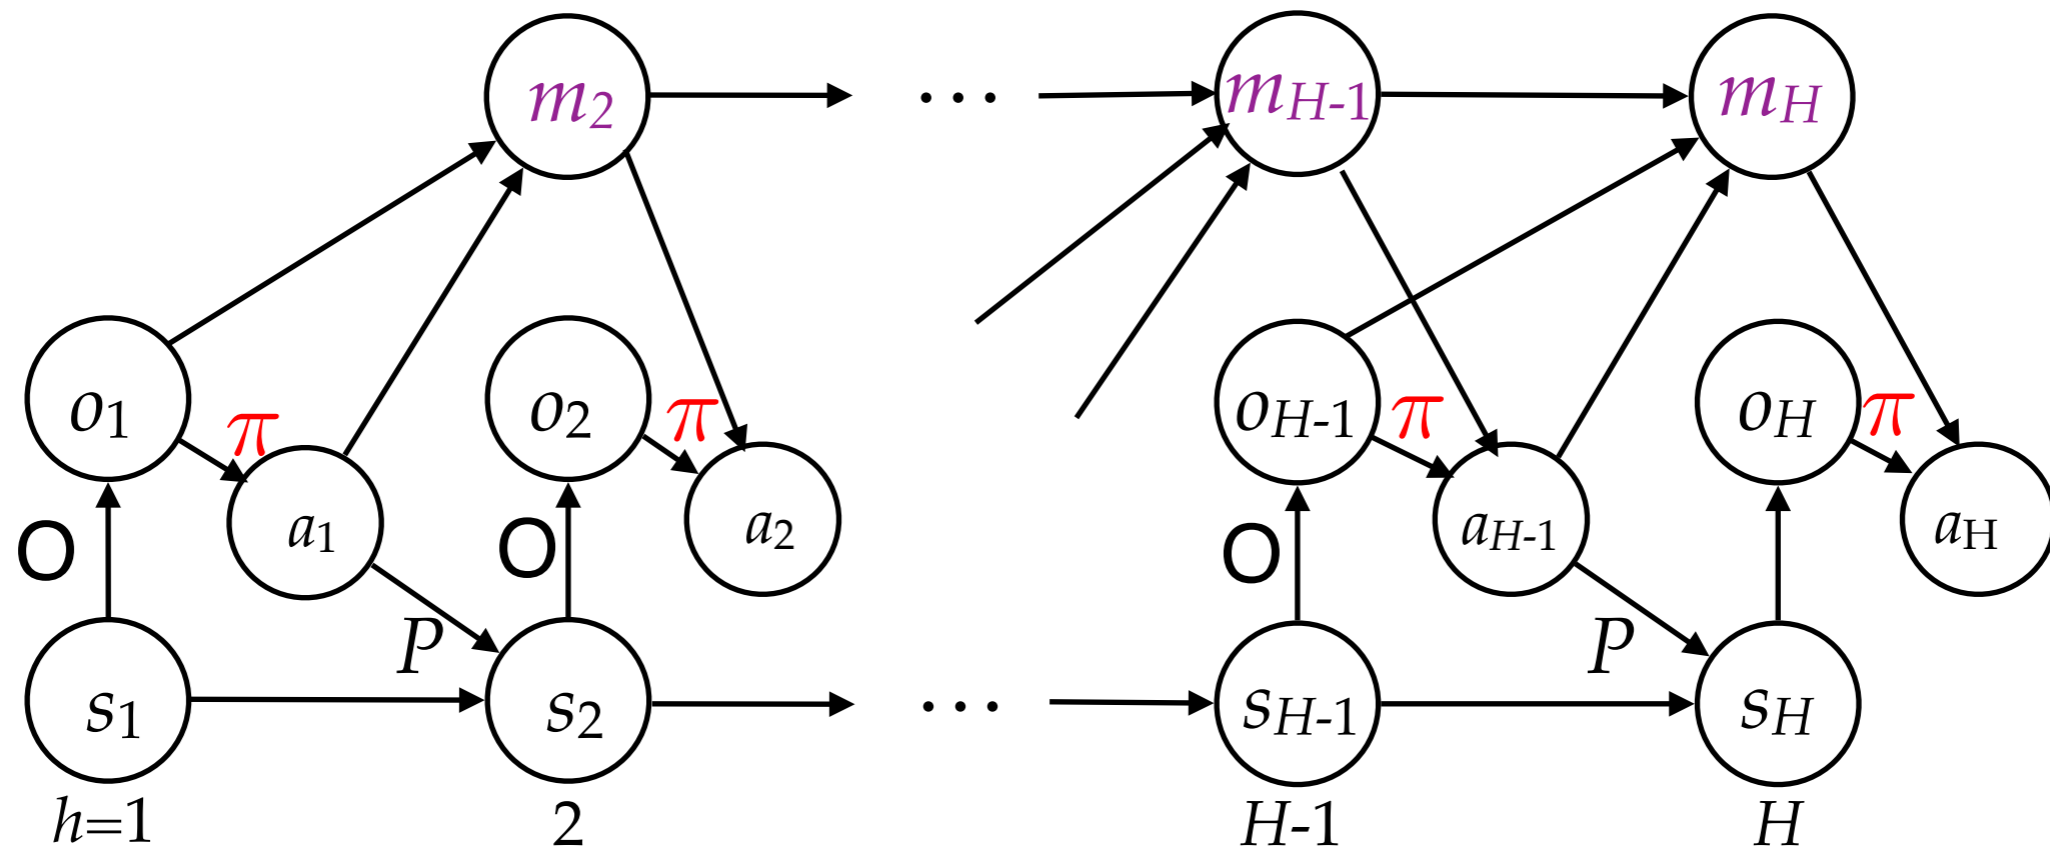 m2 ... mH-1 mH
o1 π o2 π oH-1 π oH π
a1 a2 aH-1 aH
O O O
P P
s1 s2 ... sH-1 sH
h=1 2 H-1 H